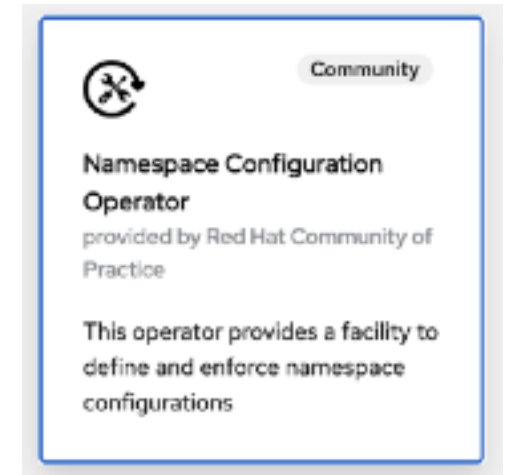 Community
Namespace Configuration
Operator
provided by Red Hat Community of
Practice
This operator provides a facility to
define and enforce namespace
configurations